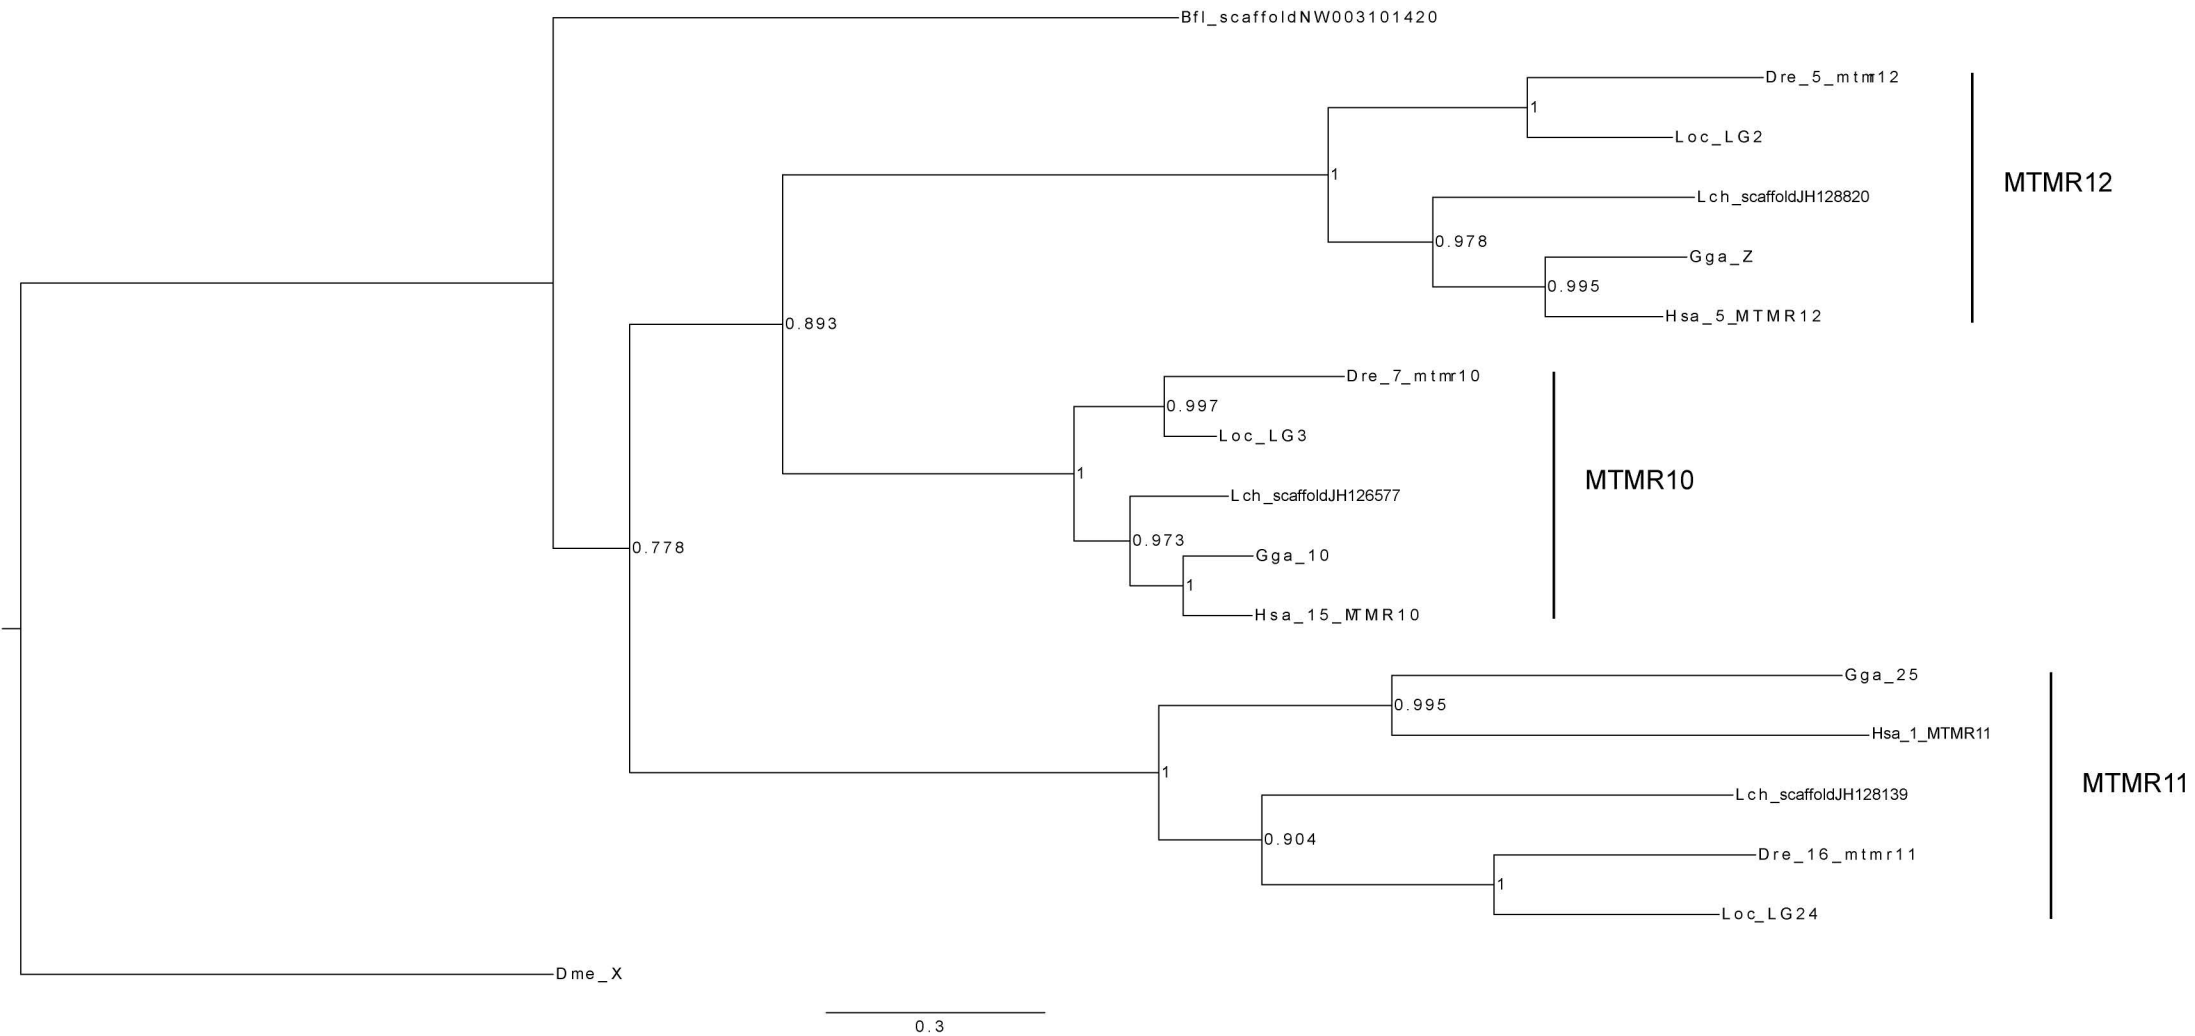 Bfl_scaffoldNW003101420
Dre_5_mtmr12
1
Loc_LG2
1
MTMR12
Lch_scaffoldJH128820
0.978
Gga_Z
0.995
Hsa_5_MTMR12
0.893
Dre_7_mtmr10
0.997
Loc_LG3
1
MTMR10
Lch_scaffoldJH126577
0.973
Gga_10
0.778
1
Hsa_15_MTMR10
Gga_25
0.995
Hsa_1_MTMR11
1
MTMR11
Lch_scaffoldJH128139
0.904
Dre_16_mtmr11
1
Loc_LG24
Dme_X
0.3